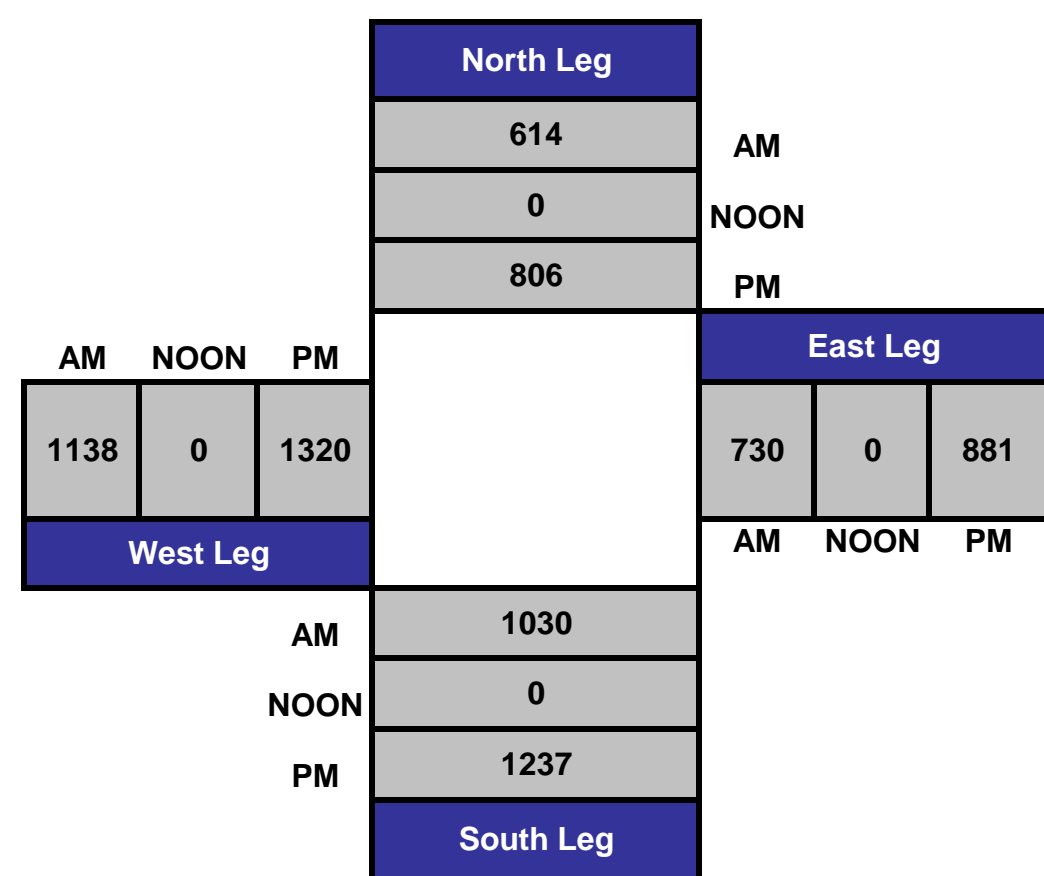 North Leg
614
AM
0
NOON
806
PM
East Leg
AM NOON PM
1138 0 1320
730 0 881
West Leg
AM NOON PM
AM
1030
NOON
0
PM
1237
South Leg